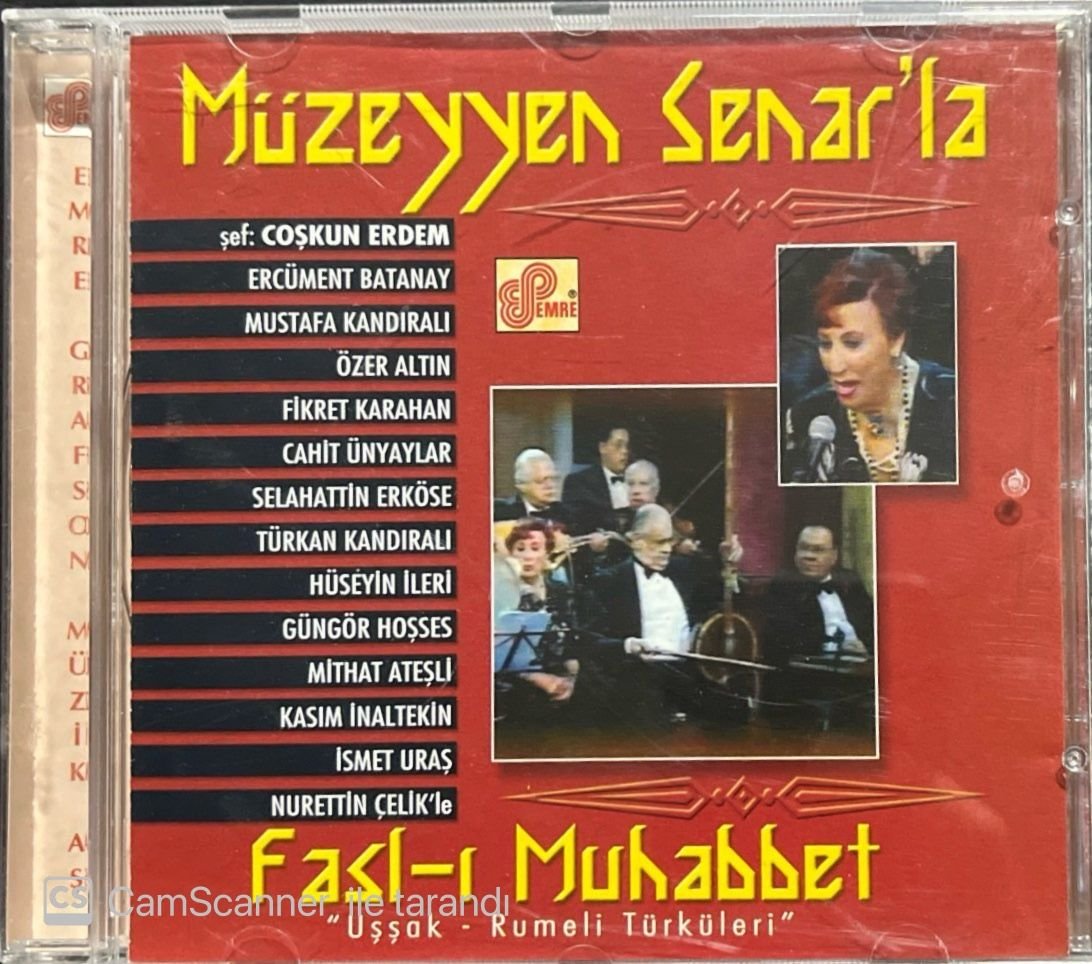 Müzeyyen Senar'la
şef: COŞKUN ERDEM
ERCÜMENT BATANAY
MUSTAFA KANDIRALI
EMRE®
ÖZER ALTIN
FİKRET KARAHAN
CAHİT ÜNYAYLAR
SELAHATTİN ERKÖSE
TÜRKAN KANDIRALI
HÜSEYİN İLERİ
GÜNGÖR HOŞSES
MİTHAT ATEŞLİ
KASIM İNALTEKİN
İSMET URAŞ
NURETTİN ÇELİK'le
Fasl-ı Muhabbet
"Uşşak - Rumeli Türküleri"
CS CamScanner ile tarandı